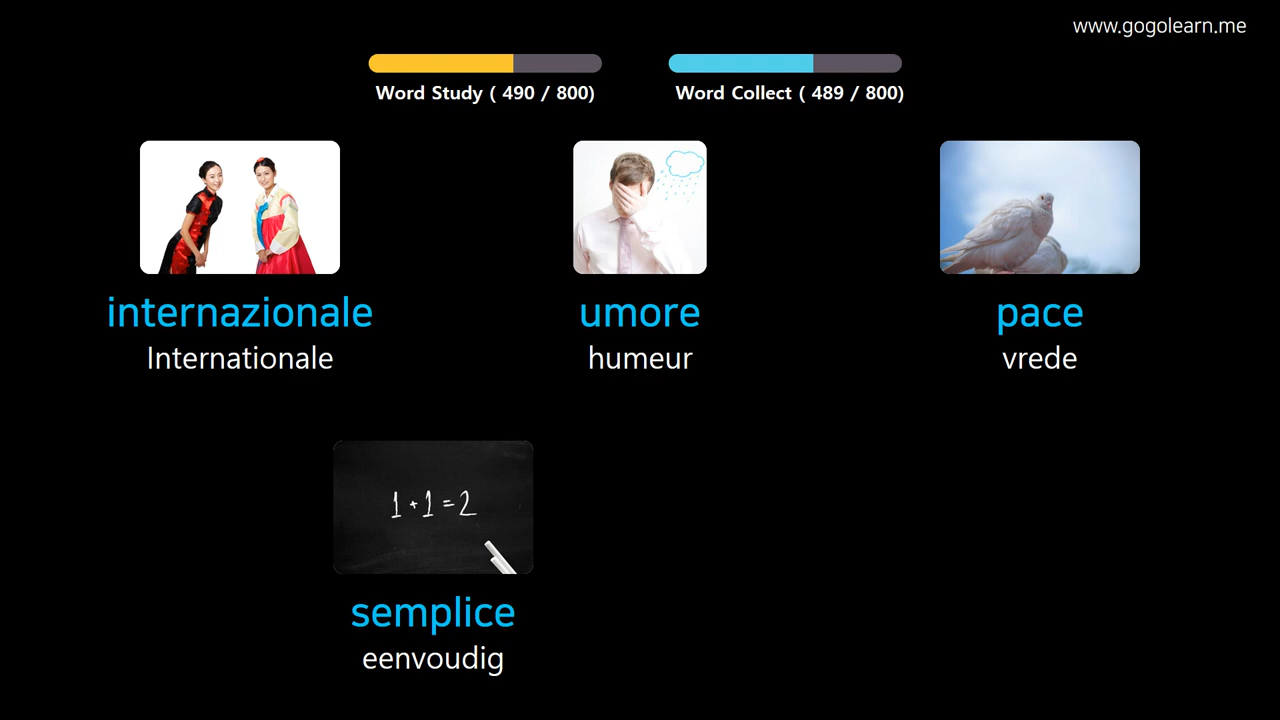 www.gogolearn.me
Word Study ( 490 / 800)
Word Collect ( 489 / 800)
internazionale
Internationale
umore
humeur
pace
vrede
1 + 1 = 2
semplice
eenvoudig